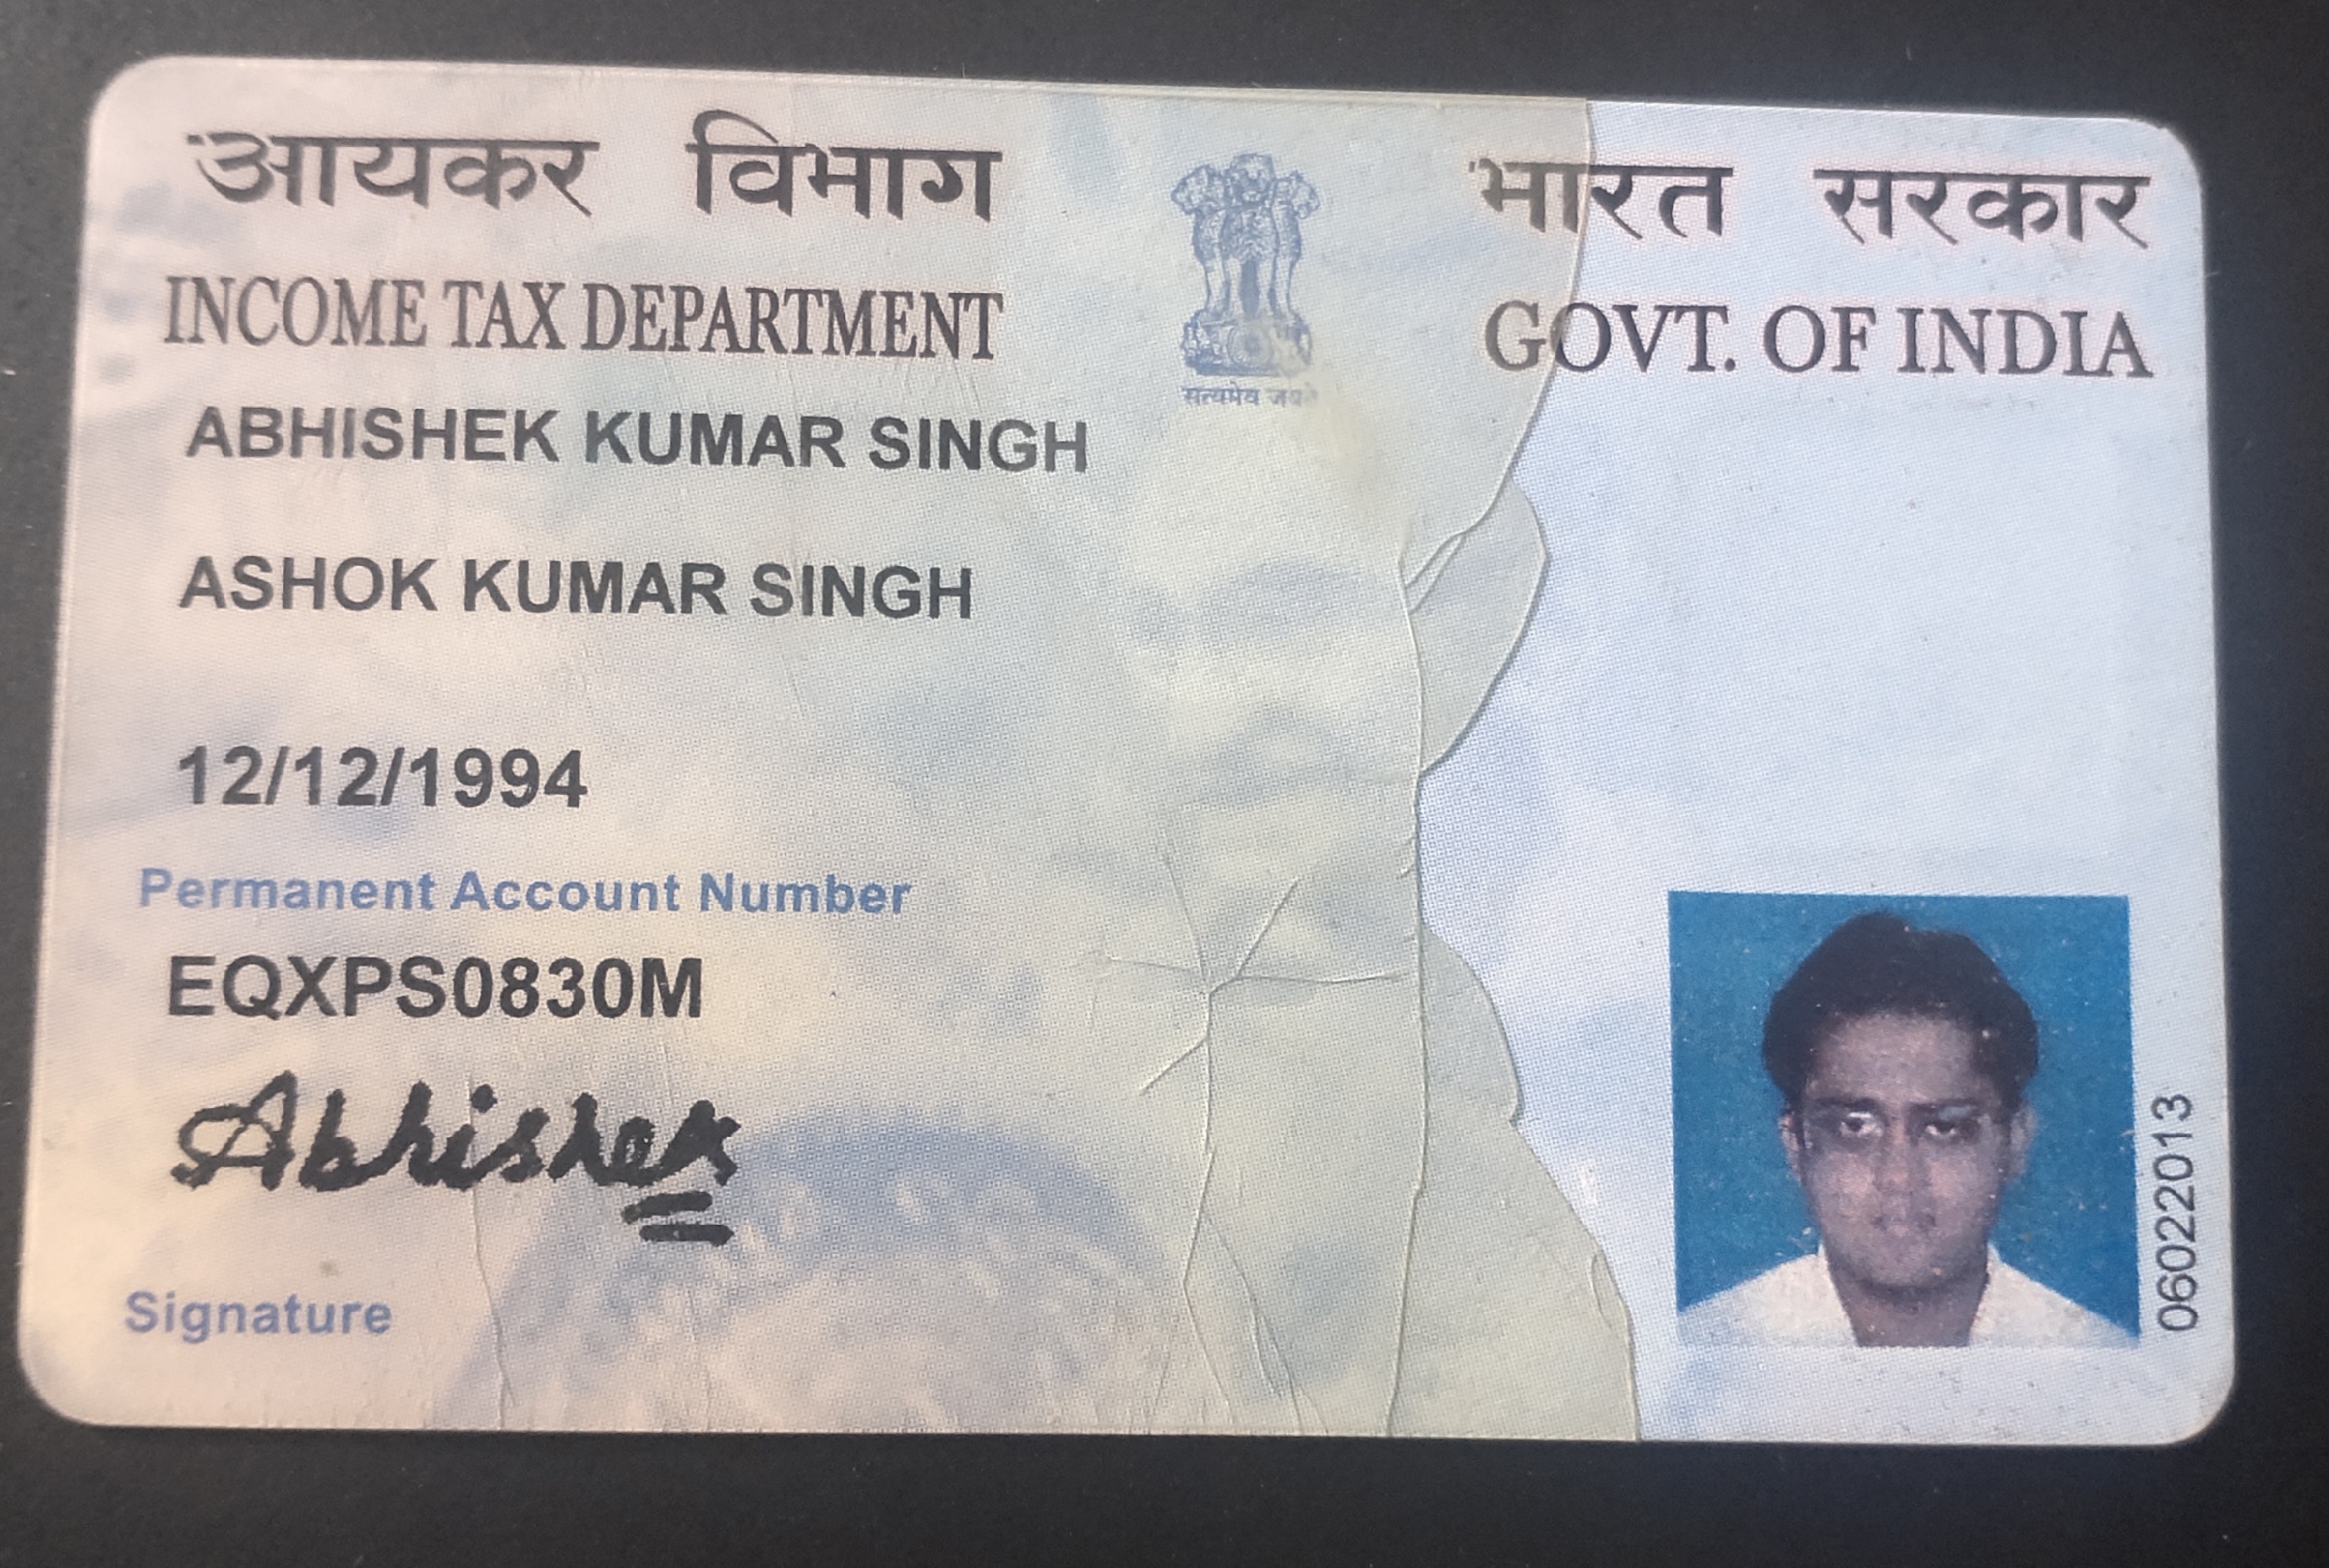 आयकर विभाग
INCOME TAX DEPARTMENT
सत्यमेव जयते
भारत सरकार
GOVT. OF INDIA
ABHISHEK KUMAR SINGH
ASHOK KUMAR SINGH
12/12/1994
Permanent Account Number
EQXPS0830M
Abhishek
Signature
06022013